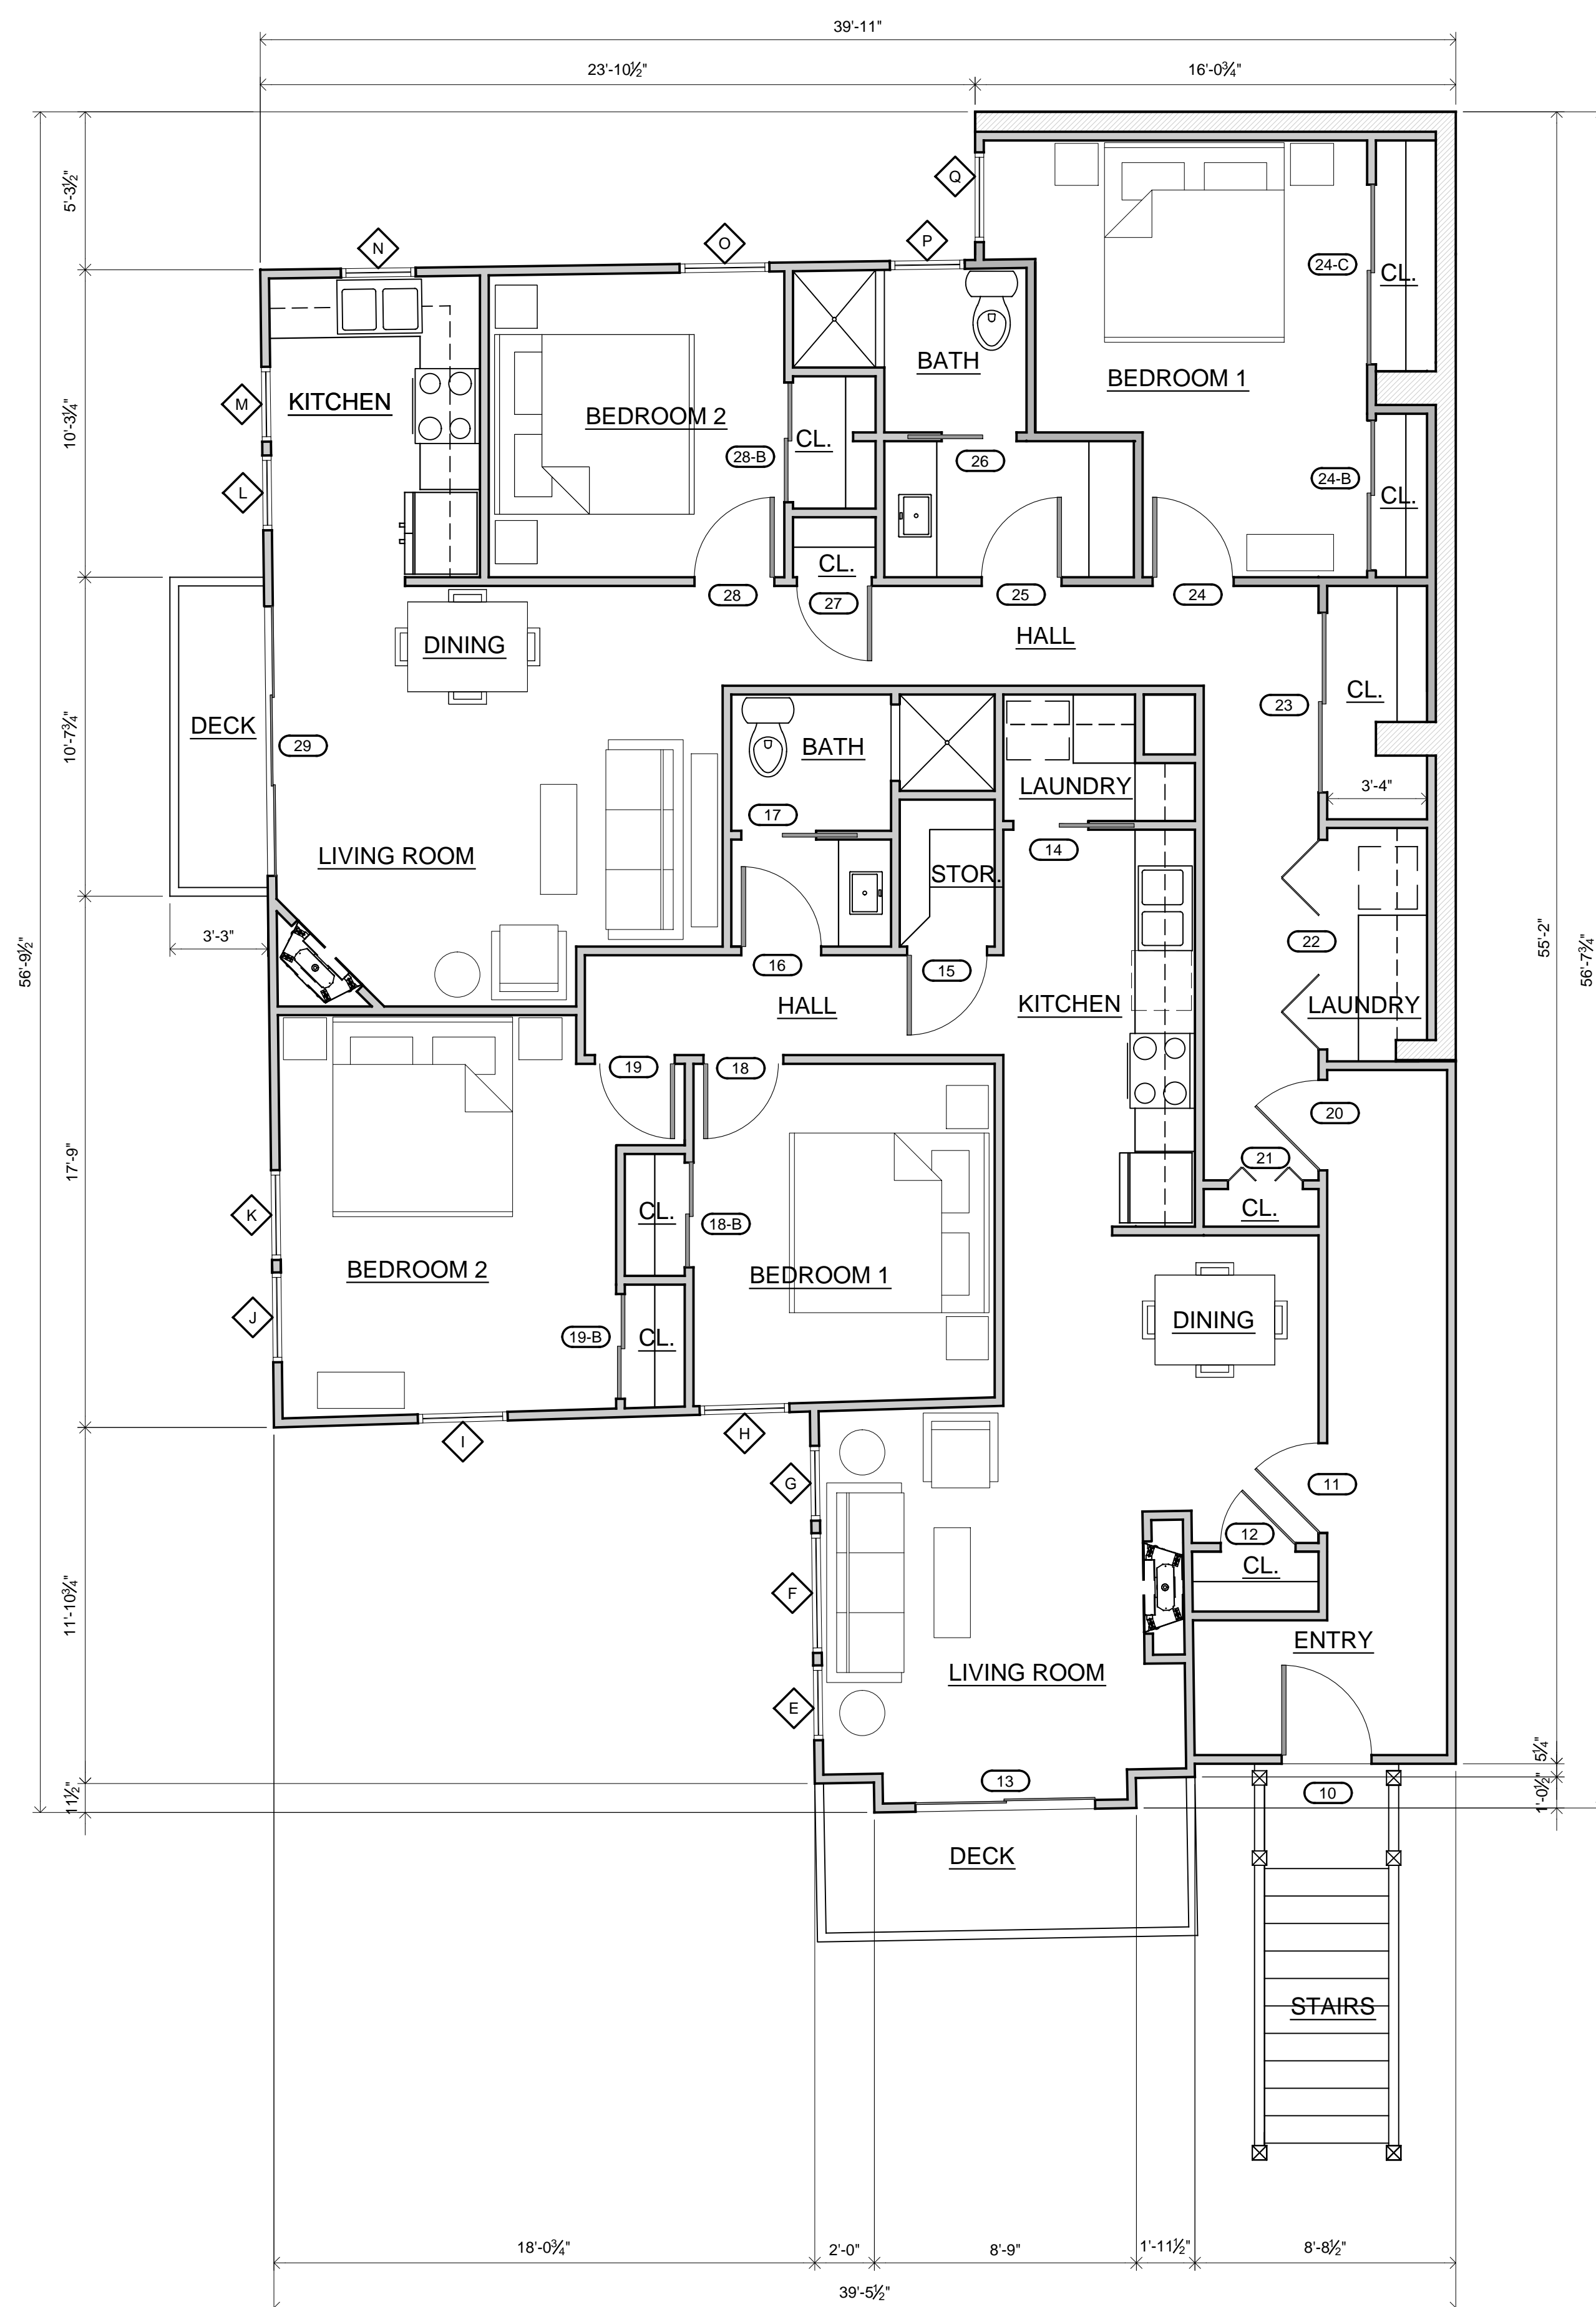 39'-11"
23'-10½"
16'-0¾"
5'-3½"
10'-3¼"
10'-7¾"
17'-9"
11'-10¾"
11½"
56'-9½"
Q
N
O
P
24-C
CL.
BATH
BEDROOM 1
M
KITCHEN
BEDROOM 2
CL.
28-B
26
24-B
CL.
L
CL.
28
27
25
24
DINING
HALL
CL.
23
DECK
29
BATH
LAUNDRY
3'-4"
17
14
LIVING ROOM
STOR.
22
3'-3"
16
15
HALL
KITCHEN
LAUNDRY
55'-2"
56'-7¾"
19
18
20
21
K
CL.
18-B
CL.
BEDROOM 2
BEDROOM 1
J
19-B
CL.
DINING
I
H
G
11
12
CL.
F
ENTRY
LIVING ROOM
E
13
10
5¼"
1'-0½"
DECK
STAIRS
18'-0¾"
2'-0"
8'-9"
1'-11½"
8'-8½"
39'-5½"